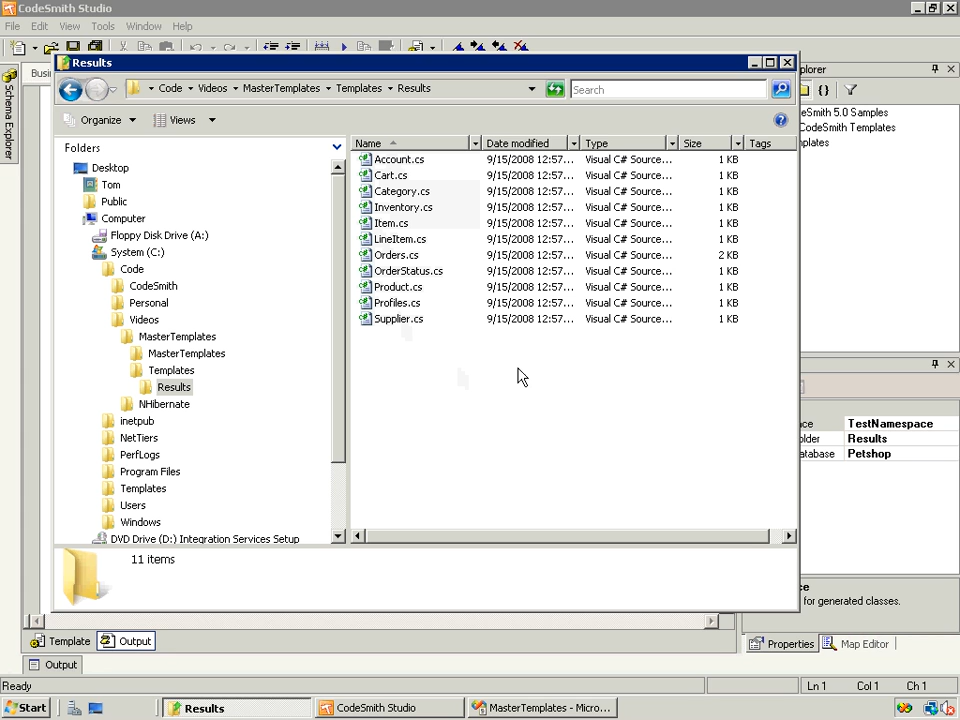 CodeSmith Studio
File Edit View Tools Window Help
Results
Code Videos MasterTemplates Templates Results
Search
Organize Views
Folders
Name Date modified Type Size Tags
Desktop
Tom
Public
Computer
Floppy Disk Drive (A:)
System (C:)
Code
CodeSmith
Personal
Videos
MasterTemplates
MasterTemplates
Templates
Results
NHibernate
inetpub
NetTiers
PerfLogs
Program Files
Templates
Users
Windows
DVD Drive (D:) Integration Services Setup
Account.cs 9/15/2008 12:57... Visual C# Source... 1 KB
Cart.cs 9/15/2008 12:57... Visual C# Source... 1 KB
Category.cs 9/15/2008 12:57... Visual C# Source... 1 KB
Inventory.cs 9/15/2008 12:57... Visual C# Source... 1 KB
Item.cs 9/15/2008 12:57... Visual C# Source... 1 KB
LineItem.cs 9/15/2008 12:57... Visual C# Source... 1 KB
Orders.cs 9/15/2008 12:57... Visual C# Source... 2 KB
OrderStatus.cs 9/15/2008 12:57... Visual C# Source... 1 KB
Product.cs 9/15/2008 12:57... Visual C# Source... 1 KB
Profiles.cs 9/15/2008 12:57... Visual C# Source... 1 KB
Supplier.cs 9/15/2008 12:57... Visual C# Source... 1 KB
11 items
Schema Explorer
Busi
plorer
deSmith 5.0 Samples
CodeSmith Templates
mplates
ce TestNamespace
older Results
atabase Petshop
ce
for generated classes.
Template Output
Properties Map Editor
Output
Ready Ln 1 Col 1 Ch 1
Start Results CodeSmith Studio MasterTemplates - Micro...